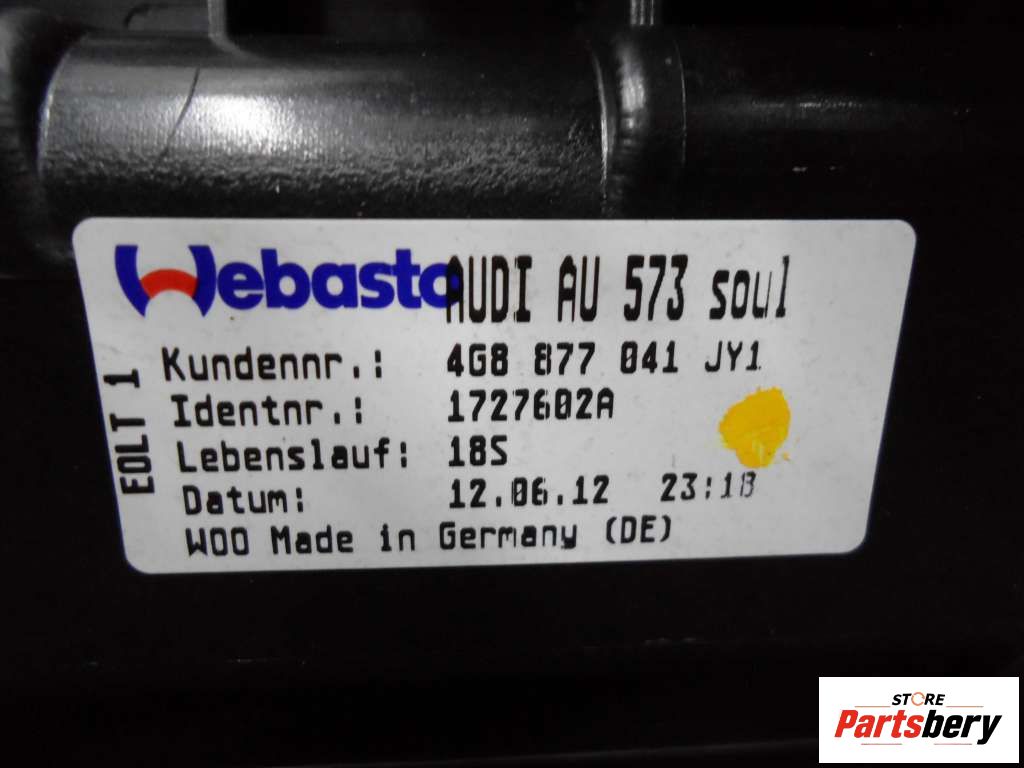 Webasto AUDI AU 573 soul
EOLT 1
Kundennr.: 4G8 877 041 JY1
Identnr.: 1727602A
Lebenslauf: 18S
Datum: 12.06.12 23:18
WOO Made in Germany (DE)
STORE
Partsbery